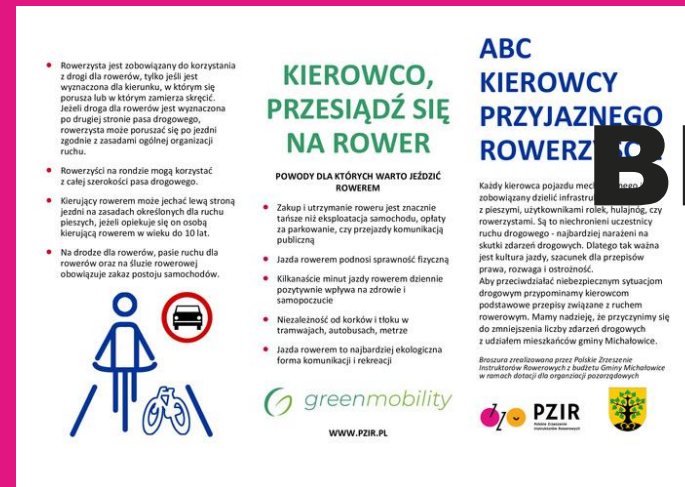 Rowerzysta jest zobowiązany do korzystania
z drogi dla rowerów, tylko jeśli jest
wyznaczona dla kierunku, w którym się
porusza lub w którym zamierza skręcić.
Jeżeli droga dla rowerów jest wyznaczona
po drugiej stronie pasa drogowego,
rowerzysta może poruszać się po jezdni
zgodnie z zasadami ogólnej organizacji
ruchu.
Rowerzyści na rondzie mogą korzystać
z całej szerokości pasa drogowego.
Kierujący rowerem może jechać lewą stroną
jezdni na zasadach określonych dla ruchu
pieszych, jeżeli opiekuje się on osobą
kierującą rowerem w wieku do 10 lat.
Na drodze dla rowerów, pasie ruchu dla
rowerów oraz na śluzie rowerowej
obowiązuje zakaz postoju samochodów.
KIEROWCO,
PRZESIĄDŹ SIĘ
NA ROWER
POWODY DLA KTÓRYCH WARTO JEŹDZIĆ
ROWEREM
Zakup i utrzymanie roweru jest znacznie
tańsze niż eksploatacja samochodu, opłaty
za parkowanie, czy przejazdy komunikacją
publiczną
Jazda rowerem podnosi sprawność fizyczną
Kilkanaście minut jazdy rowerem dziennie
pozytywnie wpływa na zdrowie i
samopoczucie
Niezależność od korków i tłoku w
tramwajach, autobusach, metrze
Jazda rowerem to najbardziej ekologiczna
forma komunikacji i rekreacji
greenmobility
WWW.PZIR.PL
ABC
KIEROWCY
PRZYJAZNEGO
Każdy kierowca pojazdu
zobowiązany dzielić
z pieszymi, użytkownikami rolek, hulajnóg, czy
rowerzystami. Są to niechronieni uczestnicy
ruchu drogowego - najbardziej narażeni na
skutki zdarzeń drogowych. Dlatego tak ważna
jest kultura jazdy, szacunek dla przepisów
prawa, rozwaga i ostrożność.
Aby przeciwdziałać niebezpiecznym sytuacjom
drogowym przypominamy kierowcom
podstawowe przepisy związane z ruchem
rowerowym. Mamy nadzieję, że przyczynimy się
do zmniejszenia liczby zdarzeń drogowych
z udziałem mieszkańców gminy Michałowice.
Broszura zrealizowana przez Polskie Zrzeszenie
Instruktorów Rowerowych z budżetu Gminy Michałowice
w ramach dotacji dla organizacji pozarządowych
PZIR
Polskie Zrzeszenie
Instruktorów Rowerowych